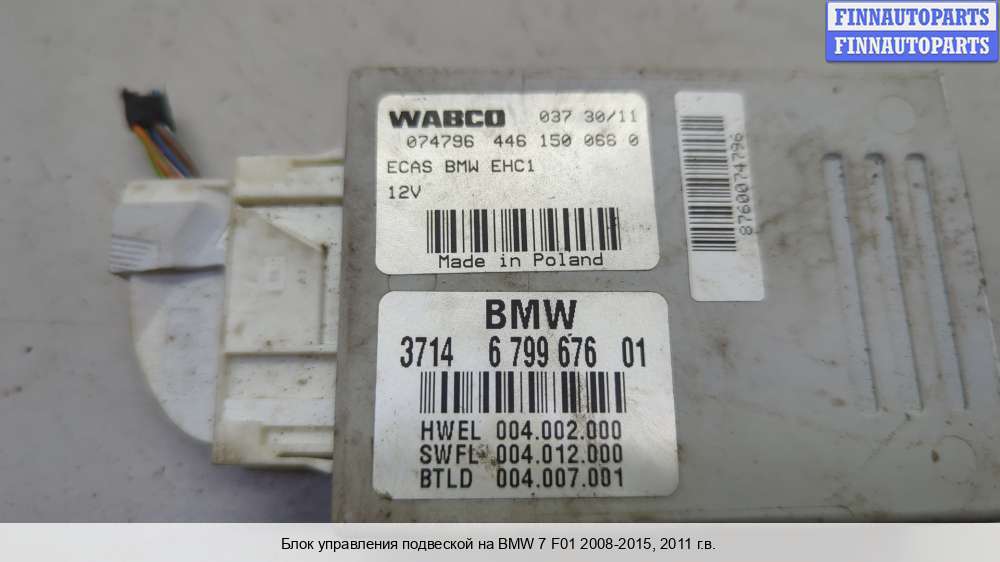 FINNAUTOPARTS
FINNAUTOPARTS
WABCO 037 30/11
074796 446 150 066 0
ECAS BMW EHC1
12V
Made in Poland
8760074796
BMW
3714 6 799 676 01
HWEL 004.002.000
SWFL 004.012.000
BTLD 004.007.001
Блок управления подвеской на BMW 7 F01 2008-2015, 2011 г.в.